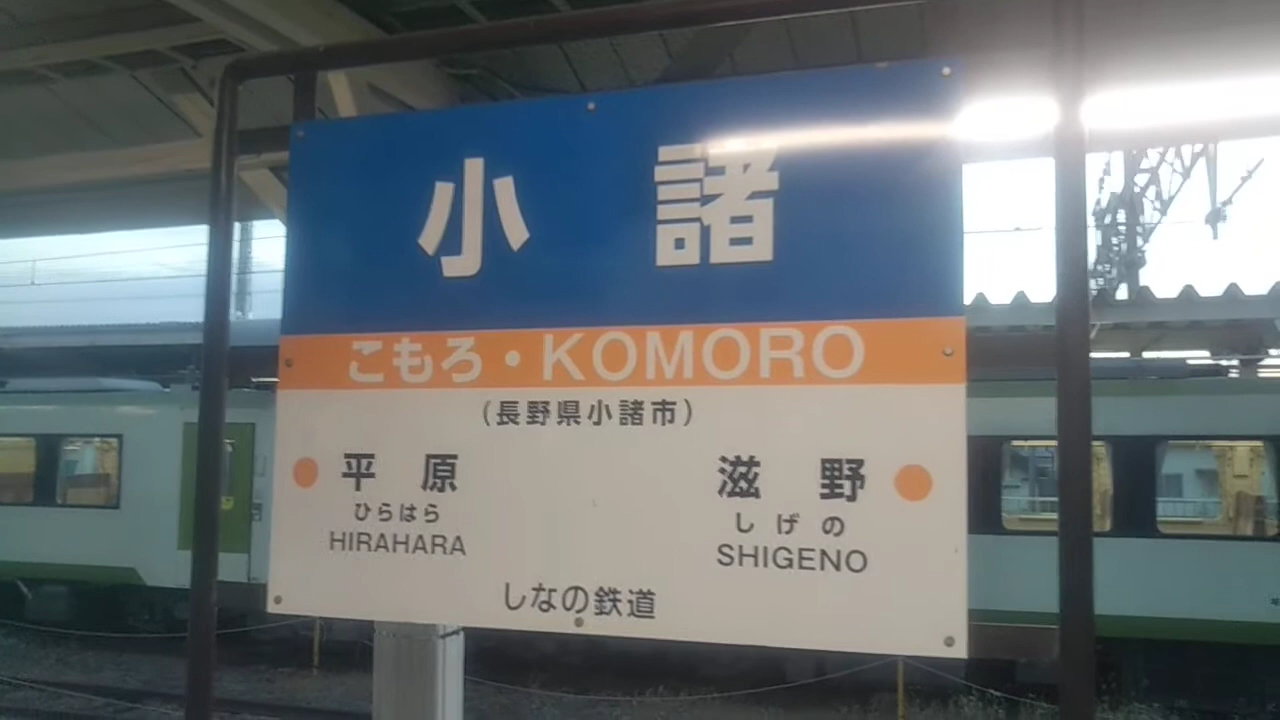 小諸
こもろ・KOMORO
（長野県小諸市）
平原 滋野
ひらはら しげの
HIRAHARA SHIGENO
しなの鉄道